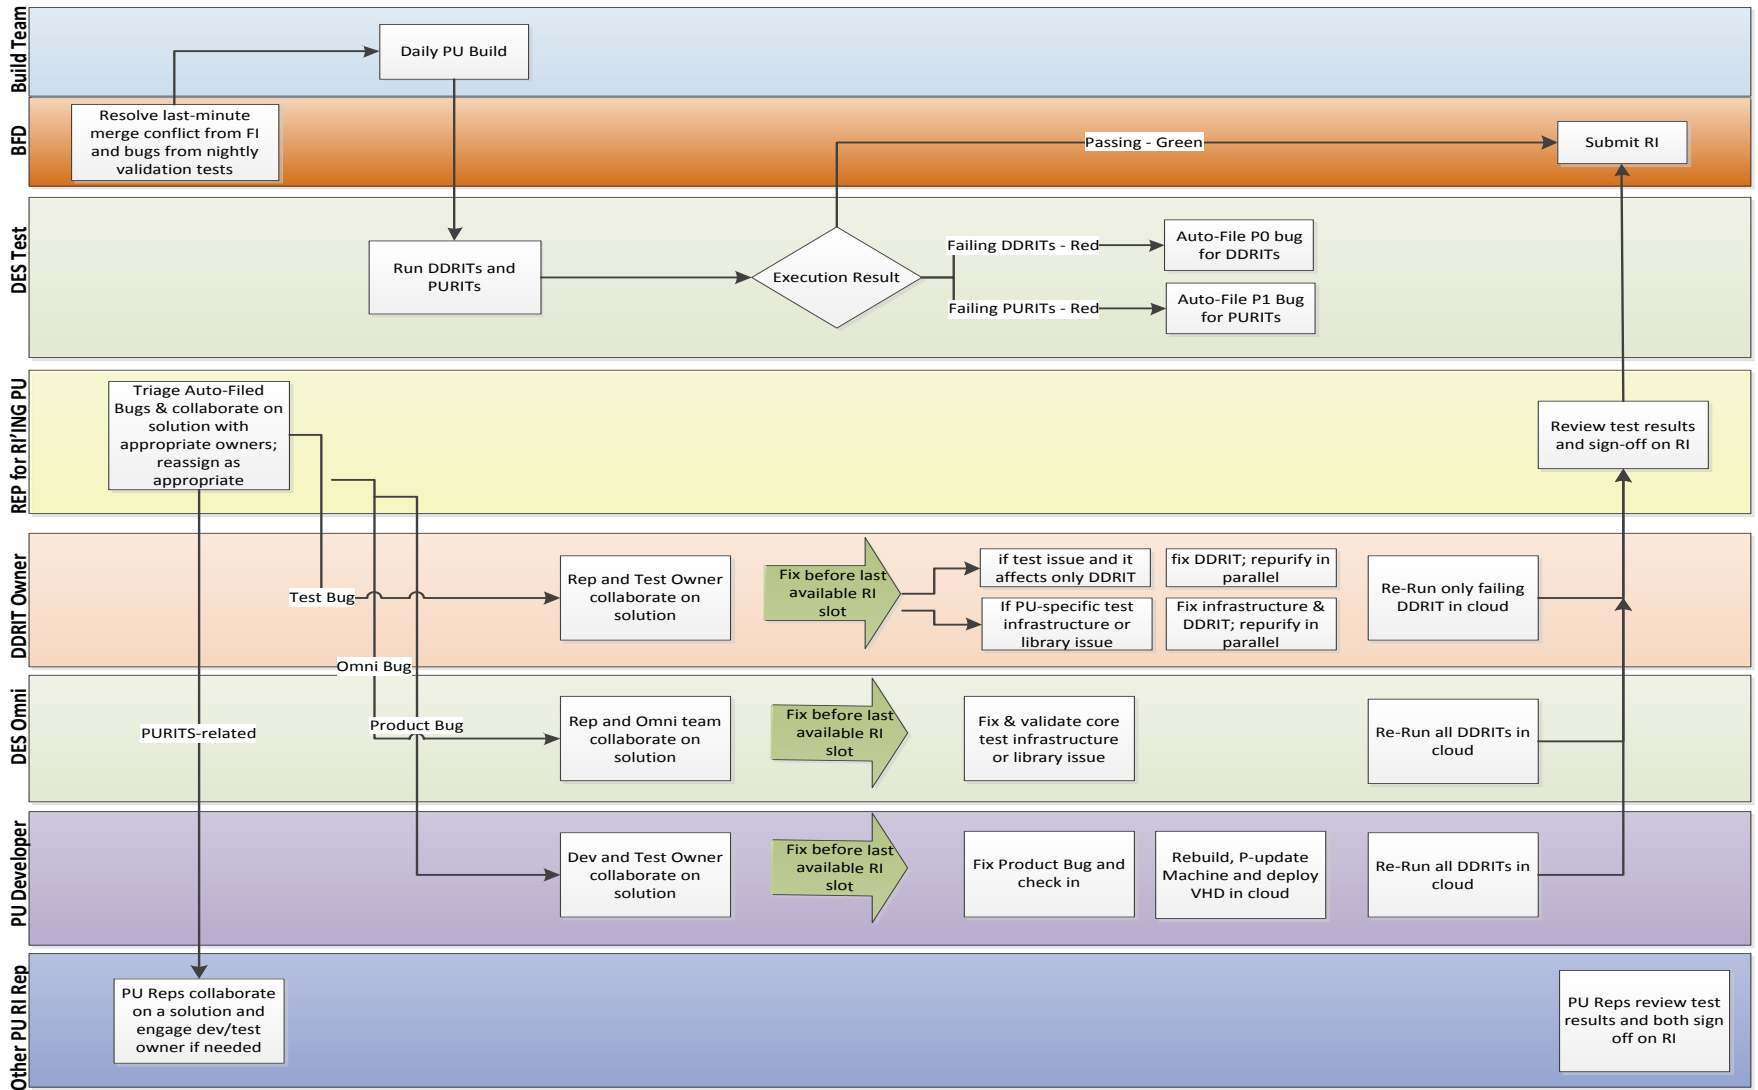 Build Team
Daily PU Build
BFD
Resolve last-minute
merge conflict from FI
and bugs from nightly
validation tests
Passing - Green
Submit RI
DES Test
Run DDRITs and
PURITs
Execution Result
Failing DDRITs - Red
Auto-File P0 bug
for DDRITs
Failing PURITs - Red
Auto-File P1 Bug
for PURITs
REP for RI'ING PU
Triage Auto-Filed
Bugs & collaborate on
solution with
appropriate owners;
reassign as
appropriate
Review test results
and sign-off on RI
DDRIT Owner
Test Bug
Rep and Test Owner
collaborate on
solution
Fix before last
available RI
slot
if test issue and it
affects only DDRIT
fix DDRIT; repurify in
parallel
If PU-specific test
infrastructure or
library issue
Fix infrastructure &
DDRIT; repurify in
parallel
Re-Run only failing
DDRIT in cloud
Omni Bug
DES Omni
PURITS-related
Product Bug
Rep and Omni team
collaborate on
solution
Fix before last
available RI
slot
Fix & validate core
test infrastructure
or library issue
Re-Run all DDRITs in
cloud
PU Developer
Dev and Test Owner
collaborate on
solution
Fix before last
available RI
slot
Fix Product Bug and
check in
Rebuild, P-update
Machine and deploy
VHD in cloud
Re-Run all DDRITs in
cloud
Other PU RI Rep
PU Reps collaborate
on a solution and
engage dev/test
owner if needed
PU Reps review test
results and both sign
off on RI